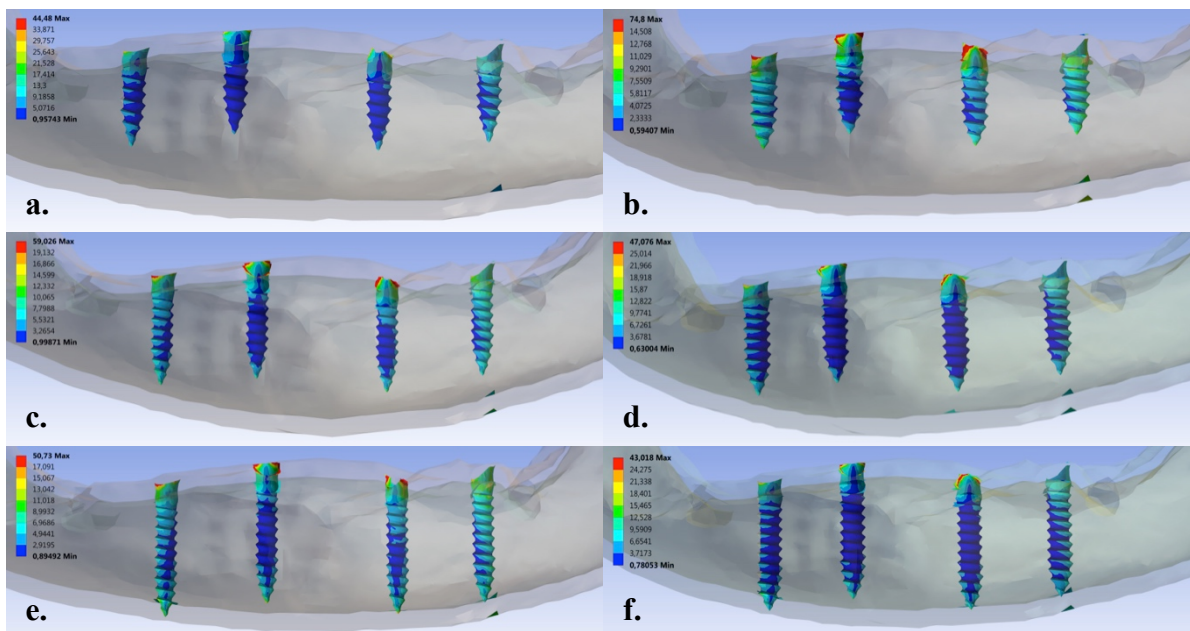 44,48 Max
33,871
29,757
25,643
21,528
17,414
13,3
9,1858
5,0716
0,95743 Min
a.
74,8 Max
14,508
12,768
11,029
9,2901
7,5509
5,8117
4,0725
2,3333
0,59407 Min
b.
59,026 Max
19,132
16,866
14,599
12,332
10,065
7,7988
5,5321
3,2654
0,99871 Min
c.
47,076 Max
25,014
21,966
18,918
15,87
12,822
9,7741
6,7261
3,6781
0,63004 Min
d.
50,73 Max
17,091
15,067
13,042
11,018
8,9932
6,9686
4,9441
2,9195
0,89492 Min
e.
43,018 Max
24,275
21,338
18,401
15,465
12,528
9,5909
6,6541
3,7173
0,78053 Min
f.